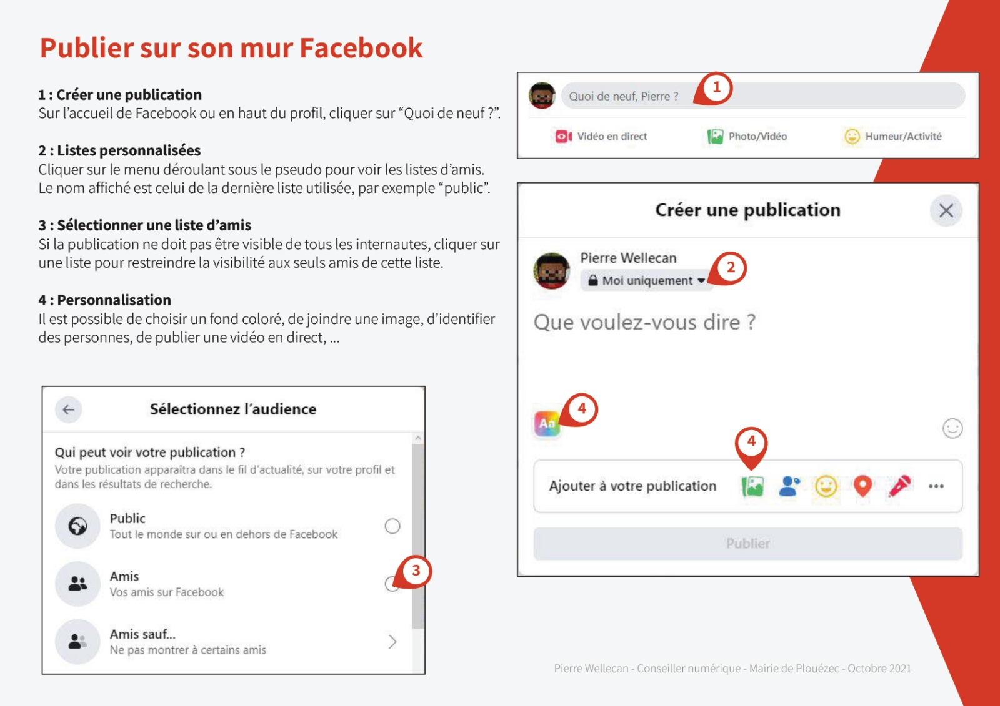 Publier sur son mur Facebook
1 : Créer une publication
Sur l’accueil de Facebook ou en haut du profil, cliquer sur “Quoi de neuf ?”.
2 : Listes personnalisées
Cliquer sur le menu déroulant sous le pseudo pour voir les listes d’amis.
Le nom affiché est celui de la dernière liste utilisée, par exemple “public”.
3 : Sélectionner une liste d’amis
Si la publication ne doit pas être visible de tous les internautes, cliquer sur
une liste pour restreindre la visibilité aux seuls amis de cette liste.
4 : Personnalisation
Il est possible de choisir un fond coloré, de joindre une image, d’identifier
des personnes, de publier une vidéo en direct, ...
Sélectionnez l’audience
Qui peut voir votre publication ?
Votre publication apparaîtra dans le fil d’actualité, sur votre profil et
dans les résultats de recherche.
Public
Tout le monde sur ou en dehors de Facebook
Amis
3
Vos amis sur Facebook
Amis sauf...
Ne pas montrer à certains amis
Quoi de neuf, Pierre ?
1
Vidéo en direct
Photo/Vidéo
Humeur/Activité
Créer une publication
Pierre Wellecan
2
Moi uniquement
Que voulez-vous dire ?
Aa
4
4
Ajouter à votre publication
Publier
Pierre Wellecan - Conseiller numérique - Mairie de Plouézec - Octobre 2021